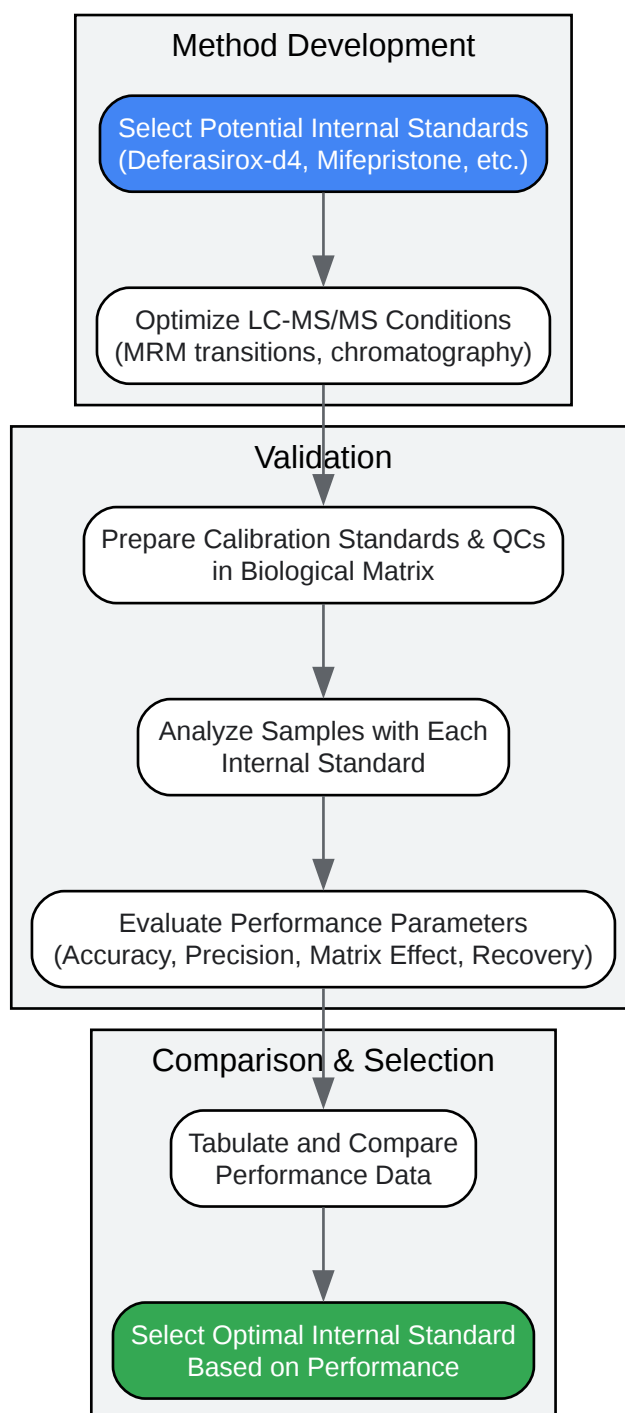 Method Development
Select Potential Internal Standards
(Deferasirox-d4, Mifepristone, etc.)
Optimize LC-MS/MS Conditions
(MRM transitions, chromatography)
Validation
Prepare Calibration Standards & QCs
in Biological Matrix
Analyze Samples with Each
Internal Standard
Evaluate Performance Parameters
(Accuracy, Precision, Matrix Effect, Recovery)
Comparison & Selection
Tabulate and Compare
Performance Data
Select Optimal Internal Standard
Based on Performance